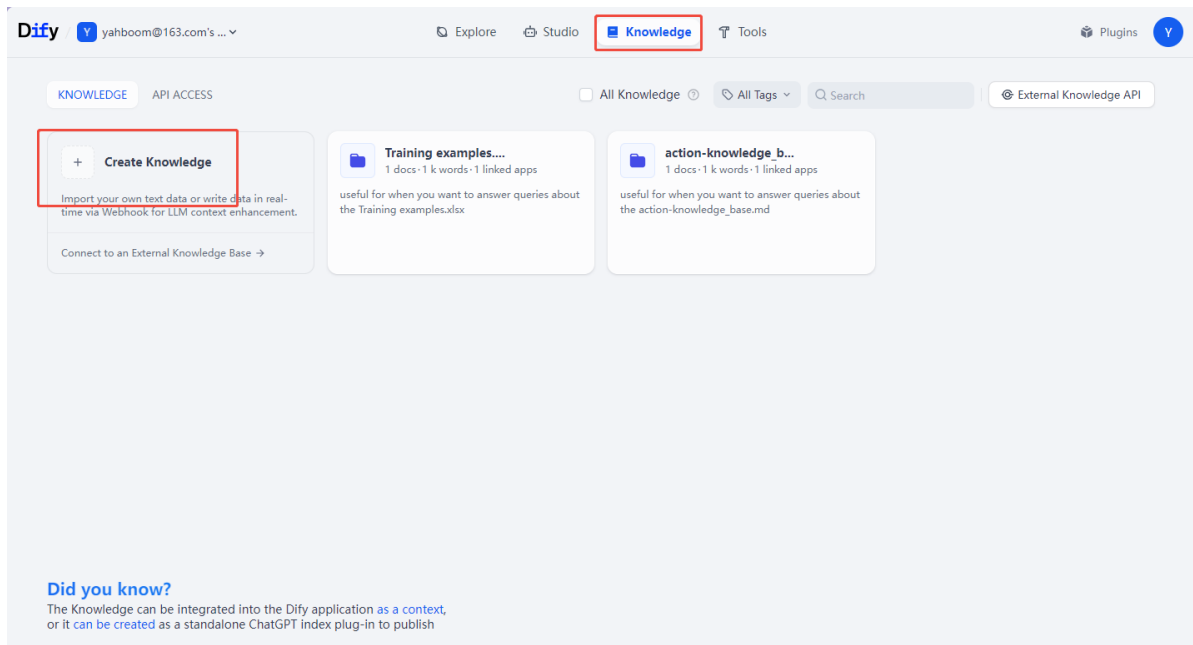 Dify / Y yahboom@163.com's ...
Explore
Studio
Knowledge
Tools
Plugins
Y
KNOWLEDGE
API ACCESS
All Knowledge
All Tags
Search
External Knowledge API
+ Create Knowledge
Import your own text data or write data in real-
time via Webhook for LLM context enhancement.
Connect to an External Knowledge Base →
Training examples....
1 docs·1 k words·1 linked apps
useful for when you want to answer queries about
the Training examples.xlsx
action-knowledge_b...
1 docs·1 k words·1 linked apps
useful for when you want to answer queries about
the action-knowledge_base.md
Did you know?
The Knowledge can be integrated into the Dify application as a context,
or it can be created as a standalone ChatGPT index plug-in to publish